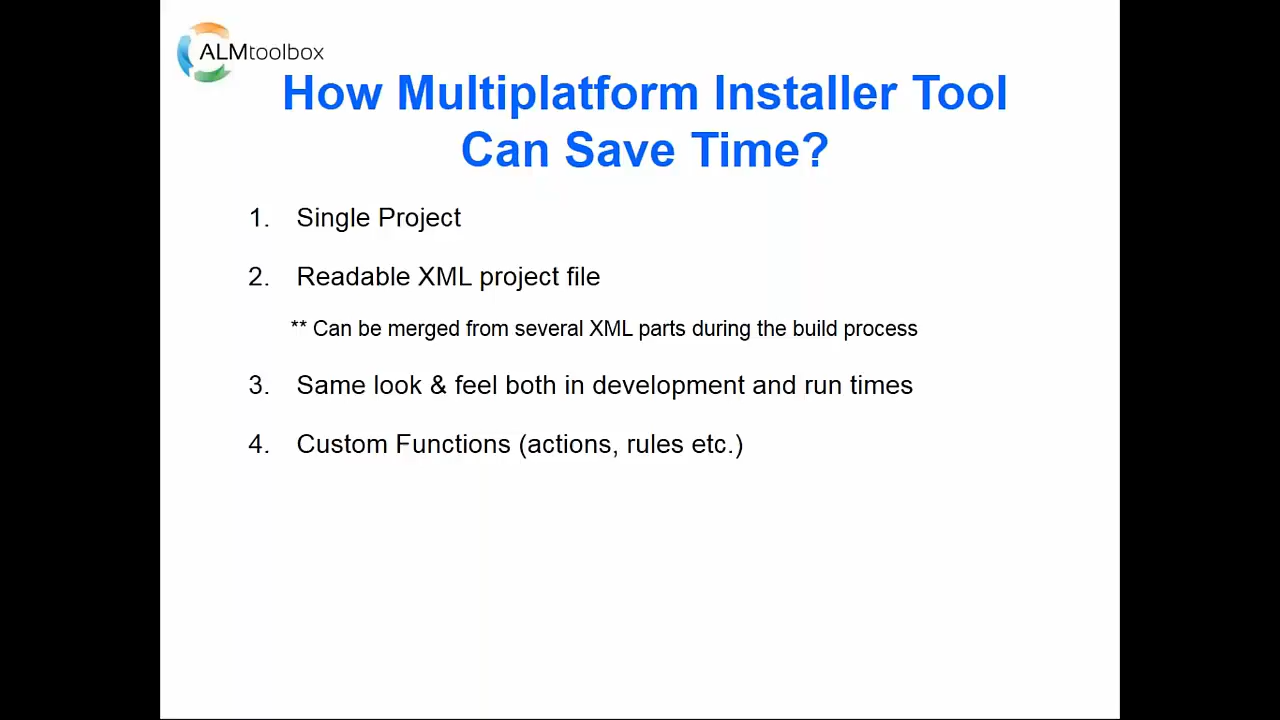 ALMtoolbox
How Multiplatform Installer Tool
Can Save Time?
1. Single Project
2. Readable XML project file
** Can be merged from several XML parts during the build process
3. Same look & feel both in development and run times
4. Custom Functions (actions, rules etc.)